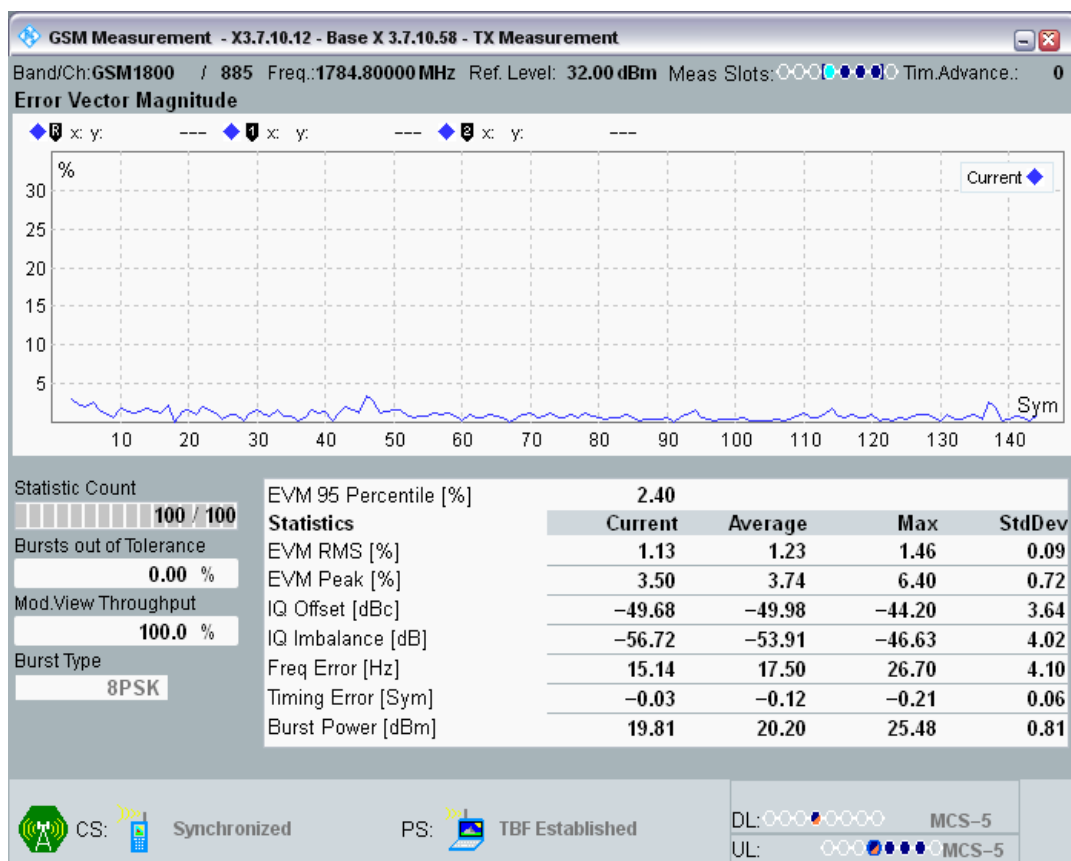 GSM Measurement - X3.7.10.12 - Base X 3.7.10.58 - TX Measurement
Band/Ch:GSM1800 / 885 Freq.:1784.80000 MHz Ref. Level: 32.00 dBm Meas Slots: Tim.Advance.: 0
Error Vector Magnitude
R x: y: --- 1 x: y: --- 2 x: y: ---
%
Current
30
25
20
15
10
5
Sym
10 20 30 40 50 60 70 80 90 100 110 120 130 140
Statistic Count
100 / 100
Bursts out of Tolerance
0.00 %
Mod.View Throughput
100.0 %
Burst Type
8PSK
EVM 95 Percentile [%] 2.40
Statistics Current Average Max StdDev
EVM RMS [%] 1.13 1.23 1.46 0.09
EVM Peak [%] 3.50 3.74 6.40 0.72
IQ Offset [dBc] −49.68 −49.98 −44.20 3.64
IQ Imbalance [dB] −56.72 −53.91 −46.63 4.02
Freq Error [Hz] 15.14 17.50 26.70 4.10
Timing Error [Sym] −0.03 −0.12 −0.21 0.06
Burst Power [dBm] 19.81 20.20 25.48 0.81
CS: Synchronized PS: TBF Established
DL: MCS−5
UL: MCS−5